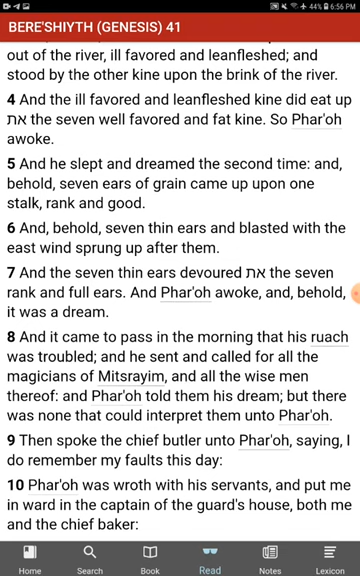 44% 6:56 PM
BERE'SHIYTH (GENESIS) 41
out of the river, ill favored and leanfleshed; and
stood by the other kine upon the brink of the river.
4 And the ill favored and leanfleshed kine did eat up
את the seven well favored and fat kine. So Phar'oh
awoke.
5 And he slept and dreamed the second time: and,
behold, seven ears of grain came up upon one
stalk, rank and good.
6 And, behold, seven thin ears and blasted with the
east wind sprung up after them.
7 And the seven thin ears devoured את the seven
rank and full ears. And Phar'oh awoke, and, behold,
it was a dream.
8 And it came to pass in the morning that his ruach
was troubled; and he sent and called for all the
magicians of Mitsrayim, and all the wise men
thereof: and Phar'oh told them his dream; but there
was none that could interpret them unto Phar'oh.
9 Then spoke the chief butler unto Phar'oh, saying, I
do remember my faults this day:
10 Phar'oh was wroth with his servants, and put me
in ward in the captain of the guard's house, both me
and the chief baker:
Home Search Book Read Notes Lexicon